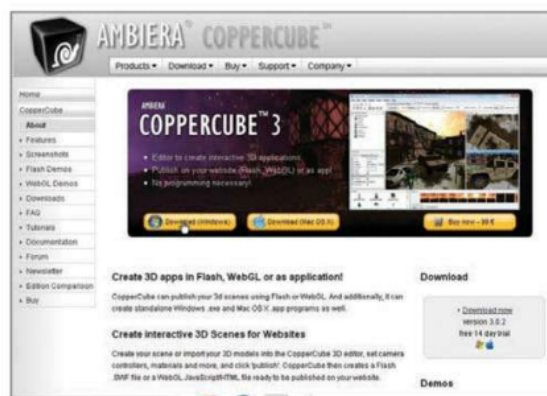 AMBIERA® COPPERCUBE™
Products Download Buy Support Company
Home
CopperCube
About
Features
Screenshots
Flash Demos
WebGL Demos
Downloads
FAQ
Tutorials
Documentation
Forum
Newsletter
Edition Comparison
Buy
AMBIERA
COPPERCUBE™ 3
Editor to create interactive 3D applications
Publish on your website (Flash, WebGL) or as app!
No programming necessary!
Download (Windows)
Download (Mac OS X)
Buy now -
Create 3D apps in Flash, WebGL or as application!
CopperCube can publish your 3d scenes using Flash or WebGL. And additionally, it can
create standalone Windows .exe and Mac OS X .app programs as well.
Create interactive 3D Scenes for Websites
Create your scene or import your 3D models into the CopperCube 3D editor, set camera
controllers, materials and more, and click 'publish'. CopperCube then creates a Flash
.SWF file or a WebGL JavaScript/HTML file ready to be published on your website.
Download
Download now
version 3.0.2
free 14 day trial
Demos